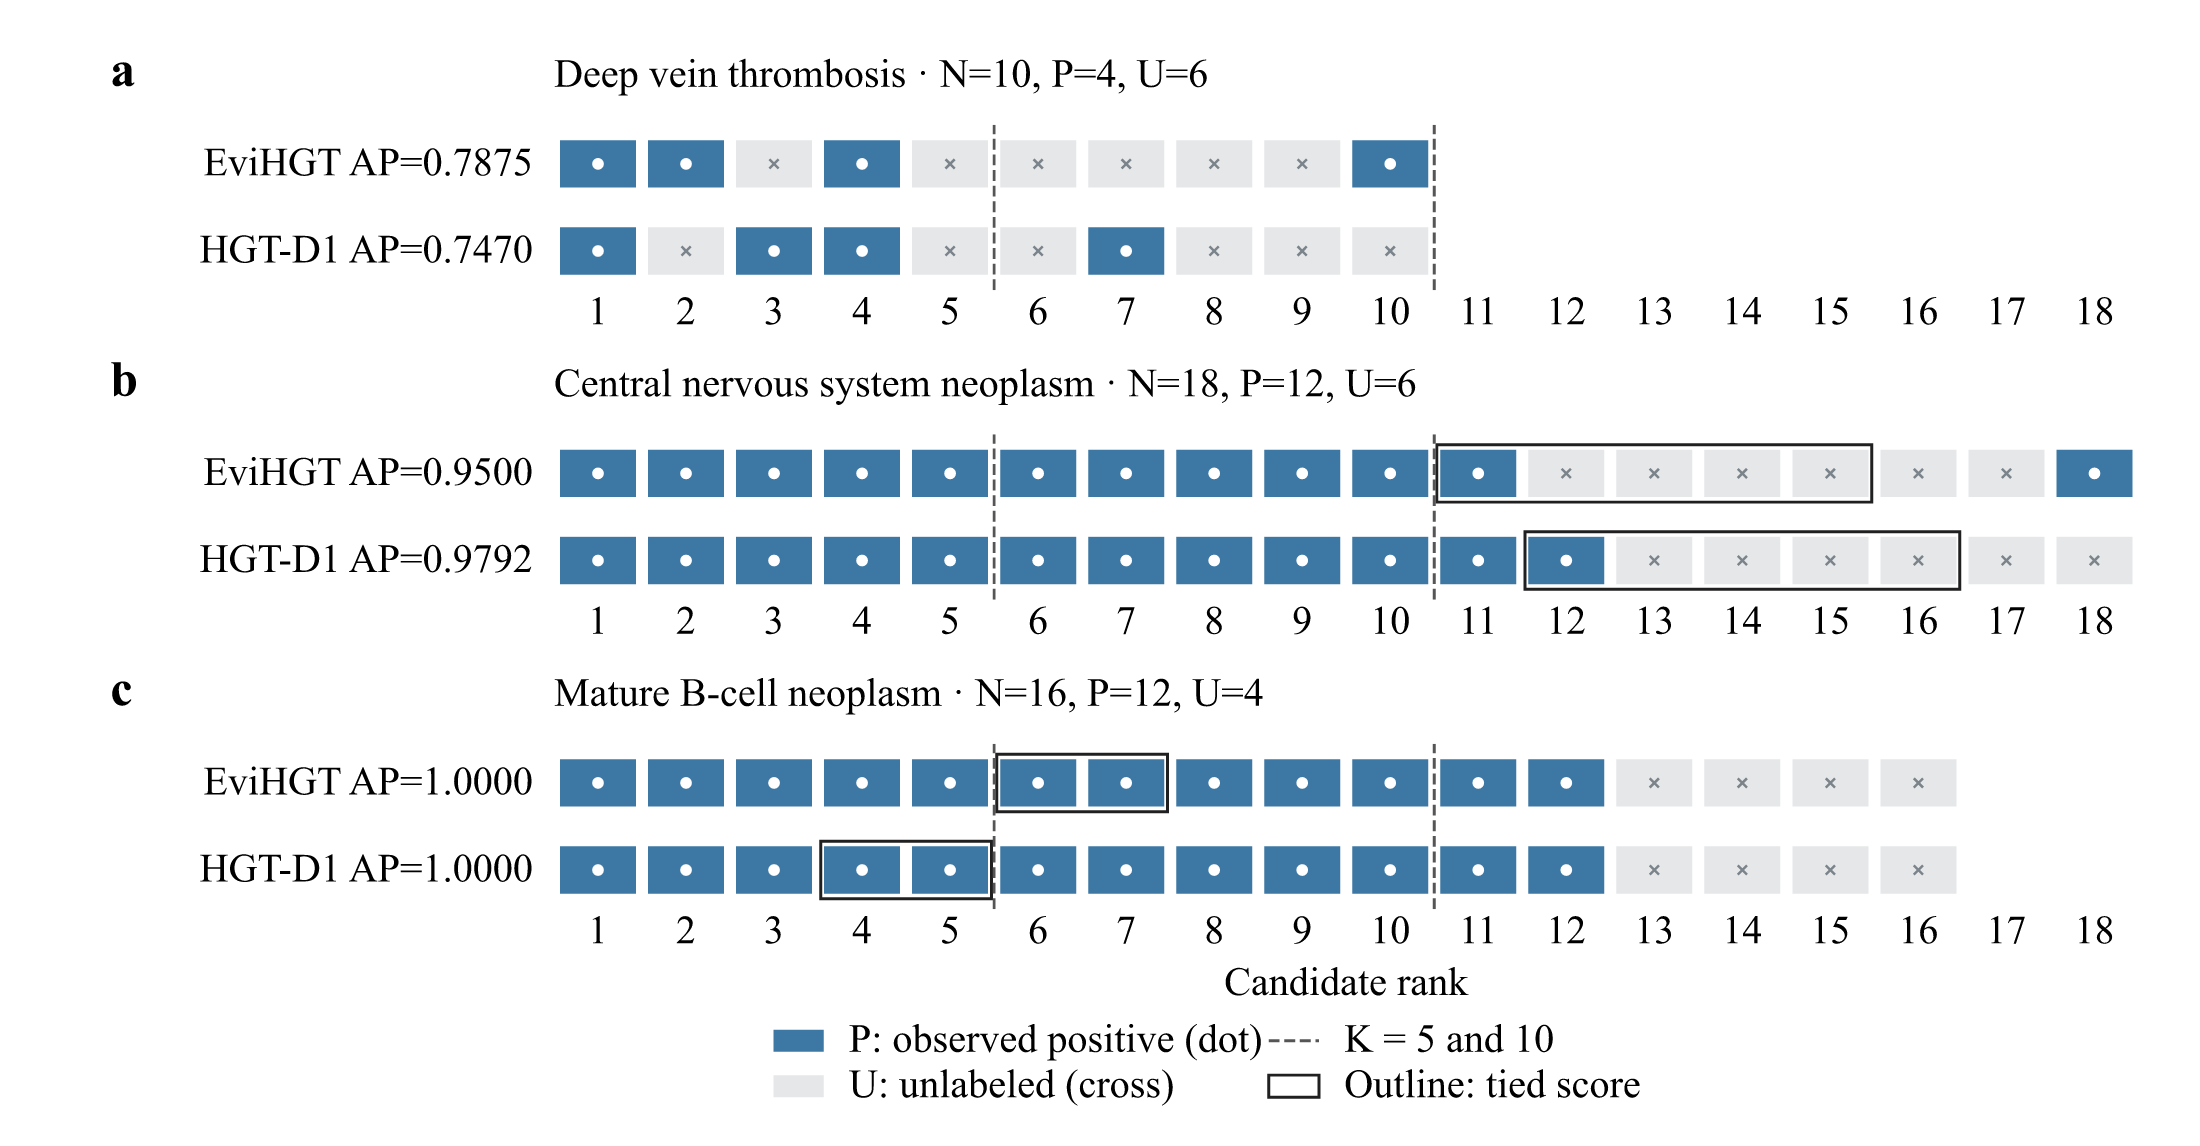 a
Deep vein thrombosis · N=10, P=4, U=6
EviHGT AP=0.7875
HGT-D1 AP=0.7470
1 2 3 4 5 6 7 8 9 10 11 12 13 14 15 16 17 18
b
Central nervous system neoplasm · N=18, P=12, U=6
EviHGT AP=0.9500
HGT-D1 AP=0.9792
1 2 3 4 5 6 7 8 9 10 11 12 13 14 15 16 17 18
c
Mature B-cell neoplasm · N=16, P=12, U=4
EviHGT AP=1.0000
HGT-D1 AP=1.0000
1 2 3 4 5 6 7 8 9 10 11 12 13 14 15 16 17 18
Candidate rank
P: observed positive (dot)
K = 5 and 10
U: unlabeled (cross)
Outline: tied score